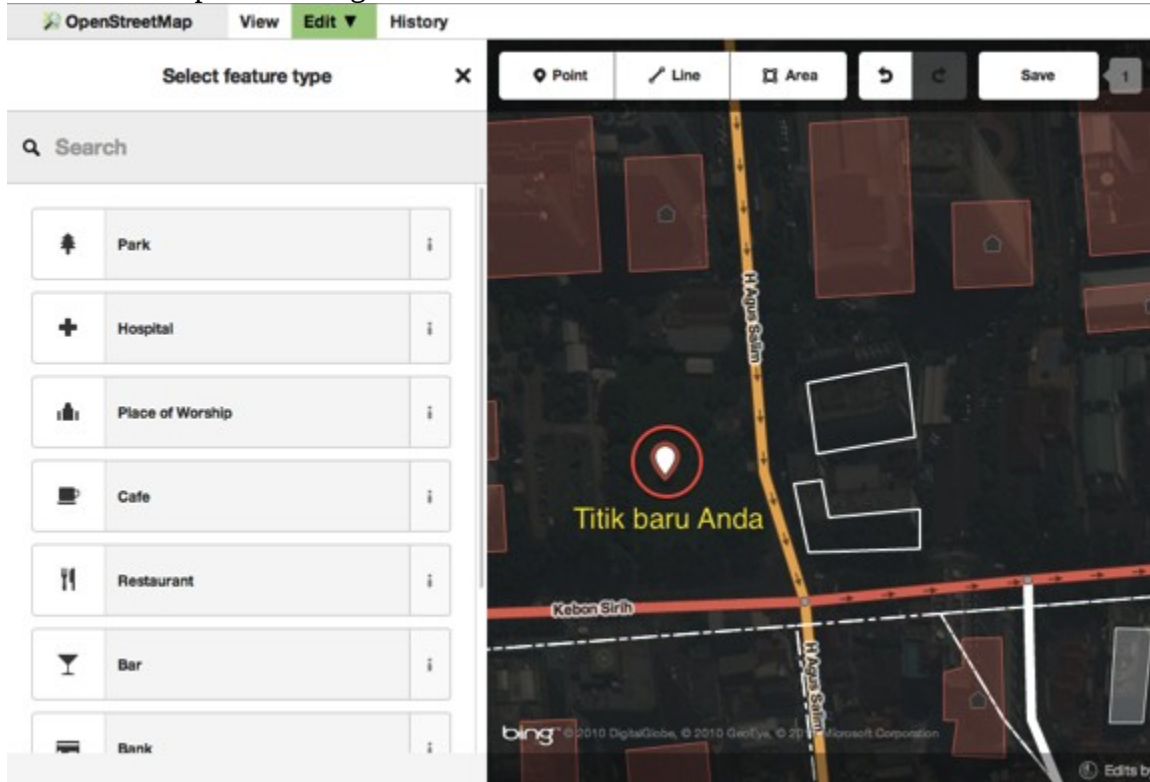 OpenStreetMap View Edit ▼ History
Select feature type ×
Point Line Area Save 1
Search
Park i
Hospital i
Place of Worship i
Cafe i
Restaurant i
Bar i
Bank i
H Agus Salim
Titik baru Anda
Kebon Sirih
H Agus Salim
bing © 2010 DigitalGlobe, © 2010 GeoEye, © 2010 Microsoft Corporation
Edits